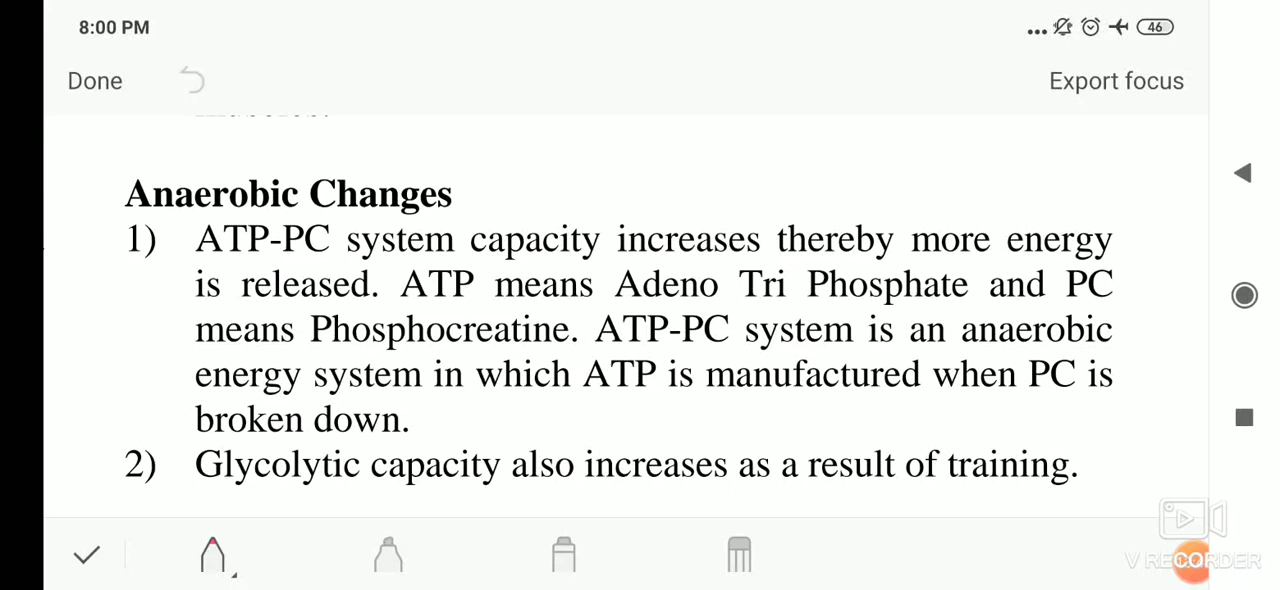 8:00 PM
... 46
Done
Export focus
Anaerobic Changes
1) ATP-PC system capacity increases thereby more energy
is released. ATP means Adeno Tri Phosphate and PC
means Phosphocreatine. ATP-PC system is an anaerobic
energy system in which ATP is manufactured when PC is
broken down.
2) Glycolytic capacity also increases as a result of training.
V RECORDER